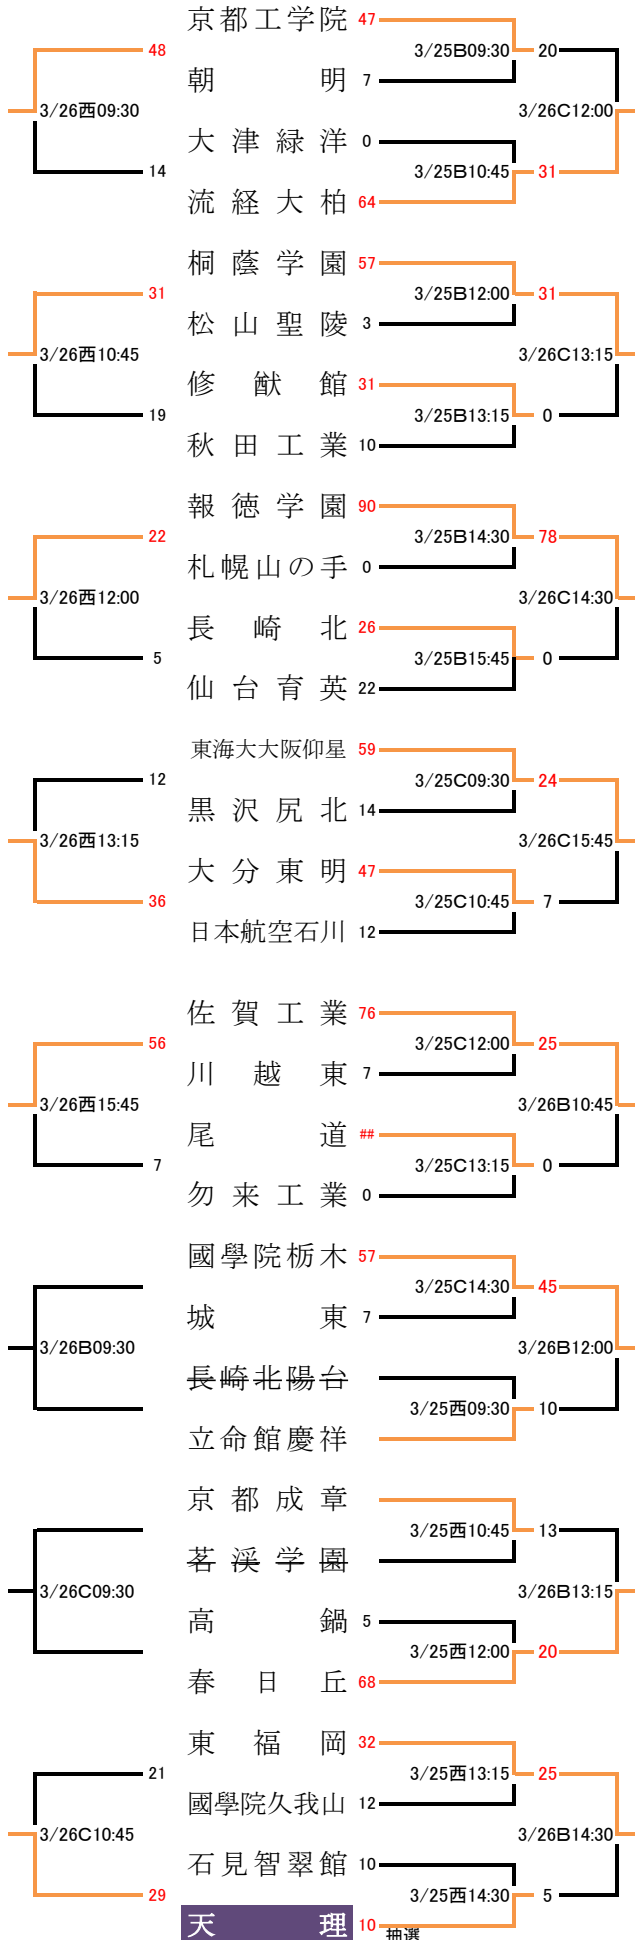 京都工学院 47
3/25B09:30 20
48
朝明 7
3/26西09:30
3/26C12:00
大津緑洋 0
14
3/25B10:45 31
流経大柏 64
桐蔭学園 57
31
3/25B12:00 31
松山聖陵 3
3/26西10:45
3/26C13:15
修猷館 31
19
3/25B13:15 0
秋田工業 10
報徳学園 90
22
3/25B14:30 78
札幌山の手 0
3/26西12:00
3/26C14:30
長崎北 26
5
3/25B15:45 0
仙台育英 22
東海大大阪仰星 59
12
3/25C09:30 24
黒沢尻北 14
3/26西13:15
3/26C15:45
大分東明 47
36
3/25C10:45 7
日本航空石川 12
佐賀工業 76
56
3/25C12:00 25
川越東 7
3/26西15:45
3/26B10:45
尾道 ##
7
3/25C13:15 0
勿来工業 0
國學院栃木 57
3/25C14:30 45
城東 7
3/26B09:30
3/26B12:00
長崎北陽台
3/25西09:30 10
立命館慶祥
京都成章
3/25西10:45 13
茗溪学園
3/26C09:30
3/26B13:15
高鍋 5
3/25西12:00 20
春日丘 68
東福岡 32
21
3/25西13:15 25
國學院久我山 12
3/26C10:45
3/26B14:30
石見智翠館 10
29
3/25西14:30 5
天理 10
抽選